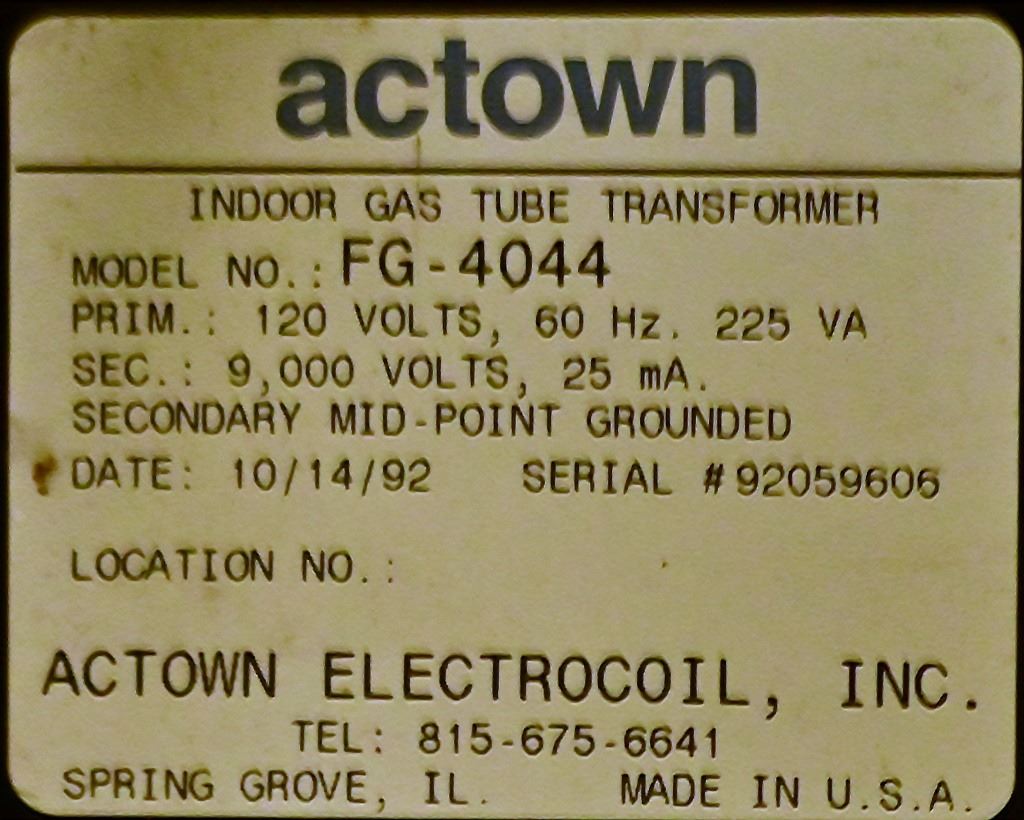 actown
INDOOR GAS TUBE TRANSFORMER
MODEL NO.: FG-4044
PRIM.: 120 VOLTS, 60 Hz. 225 VA
SEC.: 9,000 VOLTS, 25 mA.
SECONDARY MID-POINT GROUNDED
DATE: 10/14/92 SERIAL #92059606
LOCATION NO.:
ACTOWN ELECTROCOIL, INC.
TEL: 815-675-6641
SPRING GROVE, IL. MADE IN U.S.A.